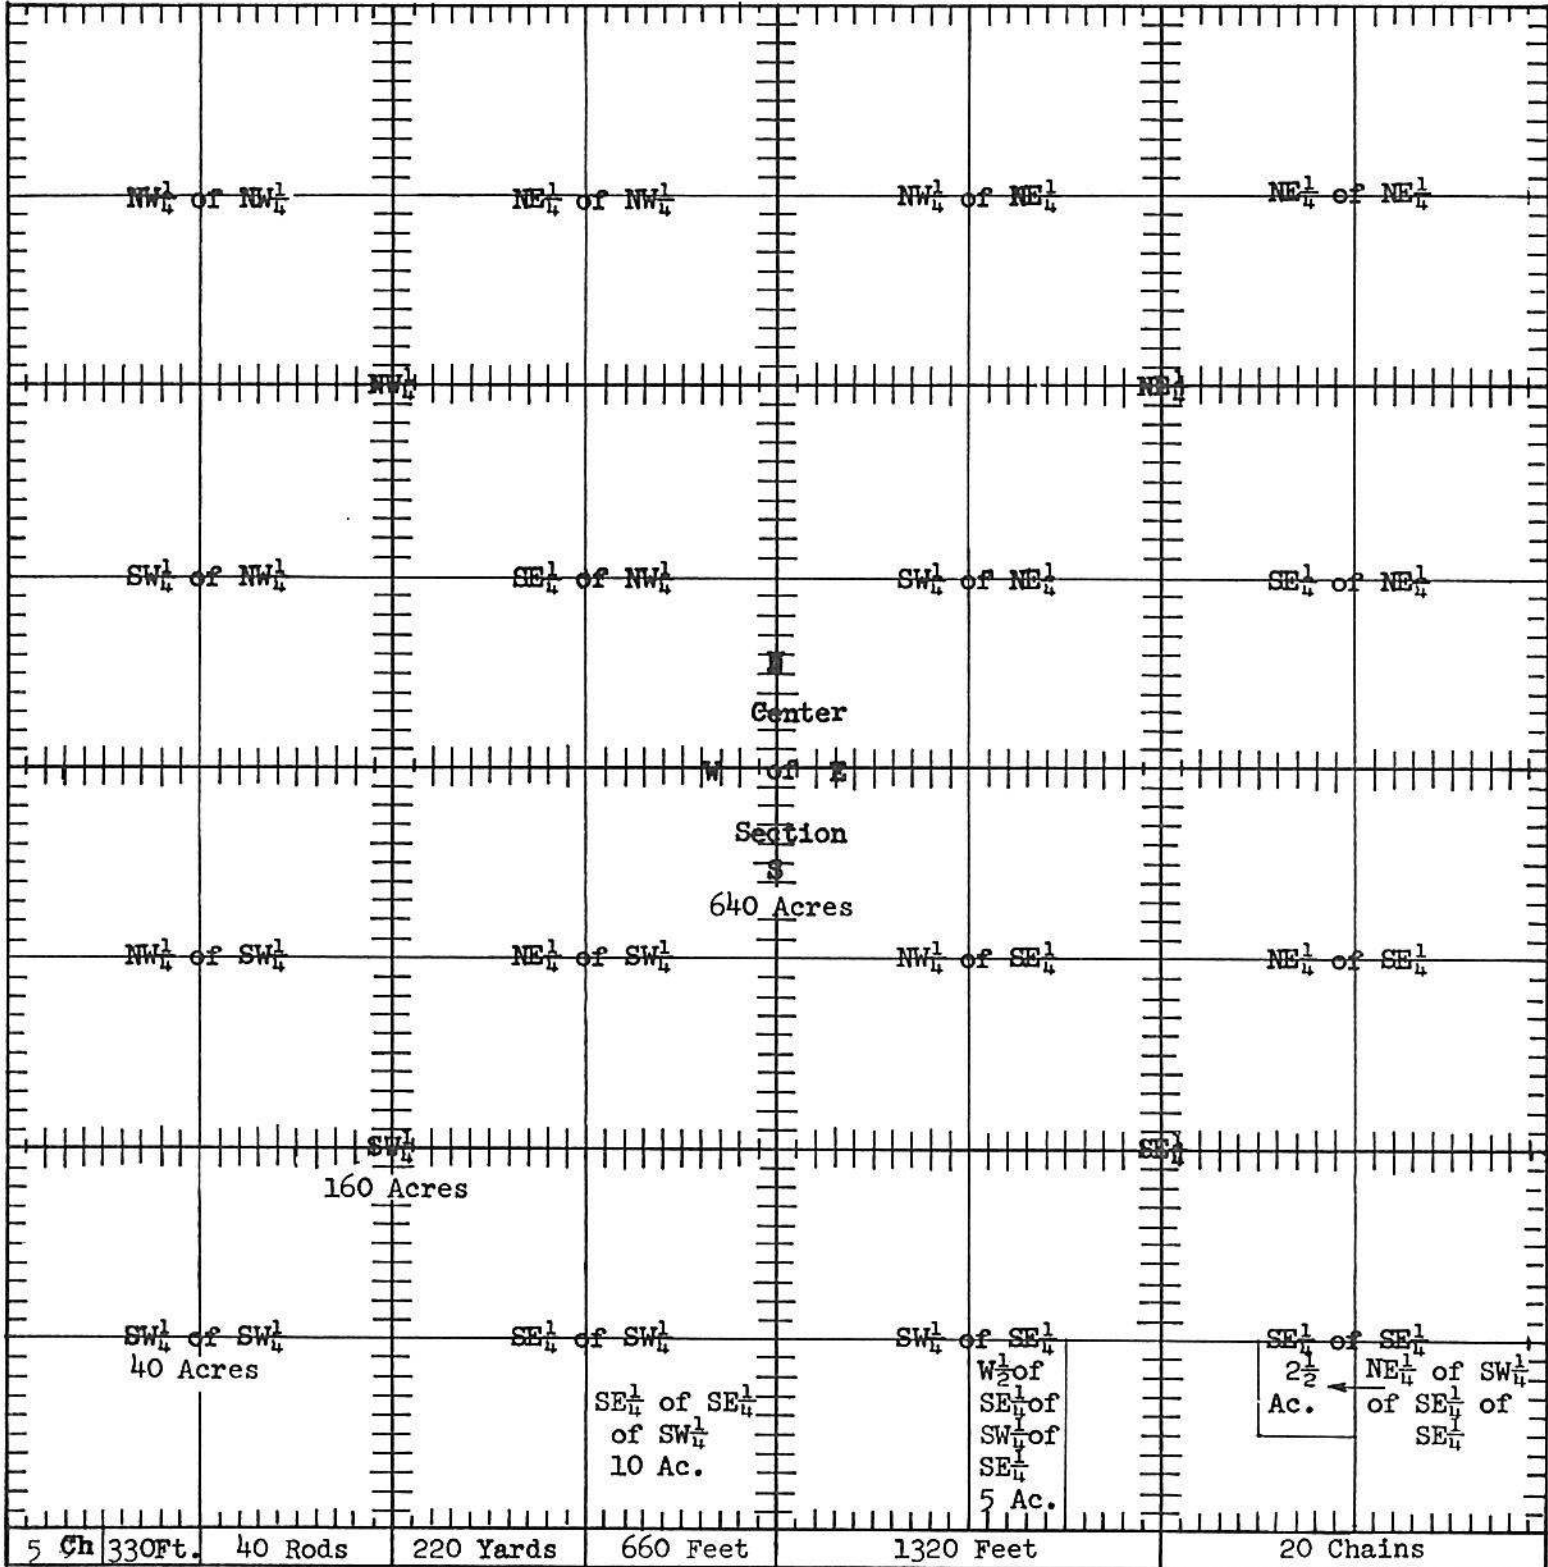 NW¼ of NW¼
NE¼ of NW¼
NW¼ of NE¼
NE¼ of NE¼
NW¼
NE¼
SW¼ of NW¼
SE¼ of NW¼
SW¼ of NE¼
SE¼ of NE¼
N
Center
W of E
Section
S
640 Acres
NW¼ of SW¼
NE¼ of SW¼
NW¼ of SE¼
NE¼ of SE¼
SW¼
160 Acres
SE¼
SW¼ of SW¼
40 Acres
SE¼ of SW¼
SE¼ of SE¼
of SW¼
10 Ac.
SW¼ of SE¼
W½ of
SE¼ of
SW¼ of
SE¼
5 Ac.
SE¼ of SE¼
2½
Ac.
NE¼ of SW¼
of SE¼ of
SE¼
5 Ch
330Ft.
40 Rods
220 Yards
660 Feet
1320 Feet
20 Chains